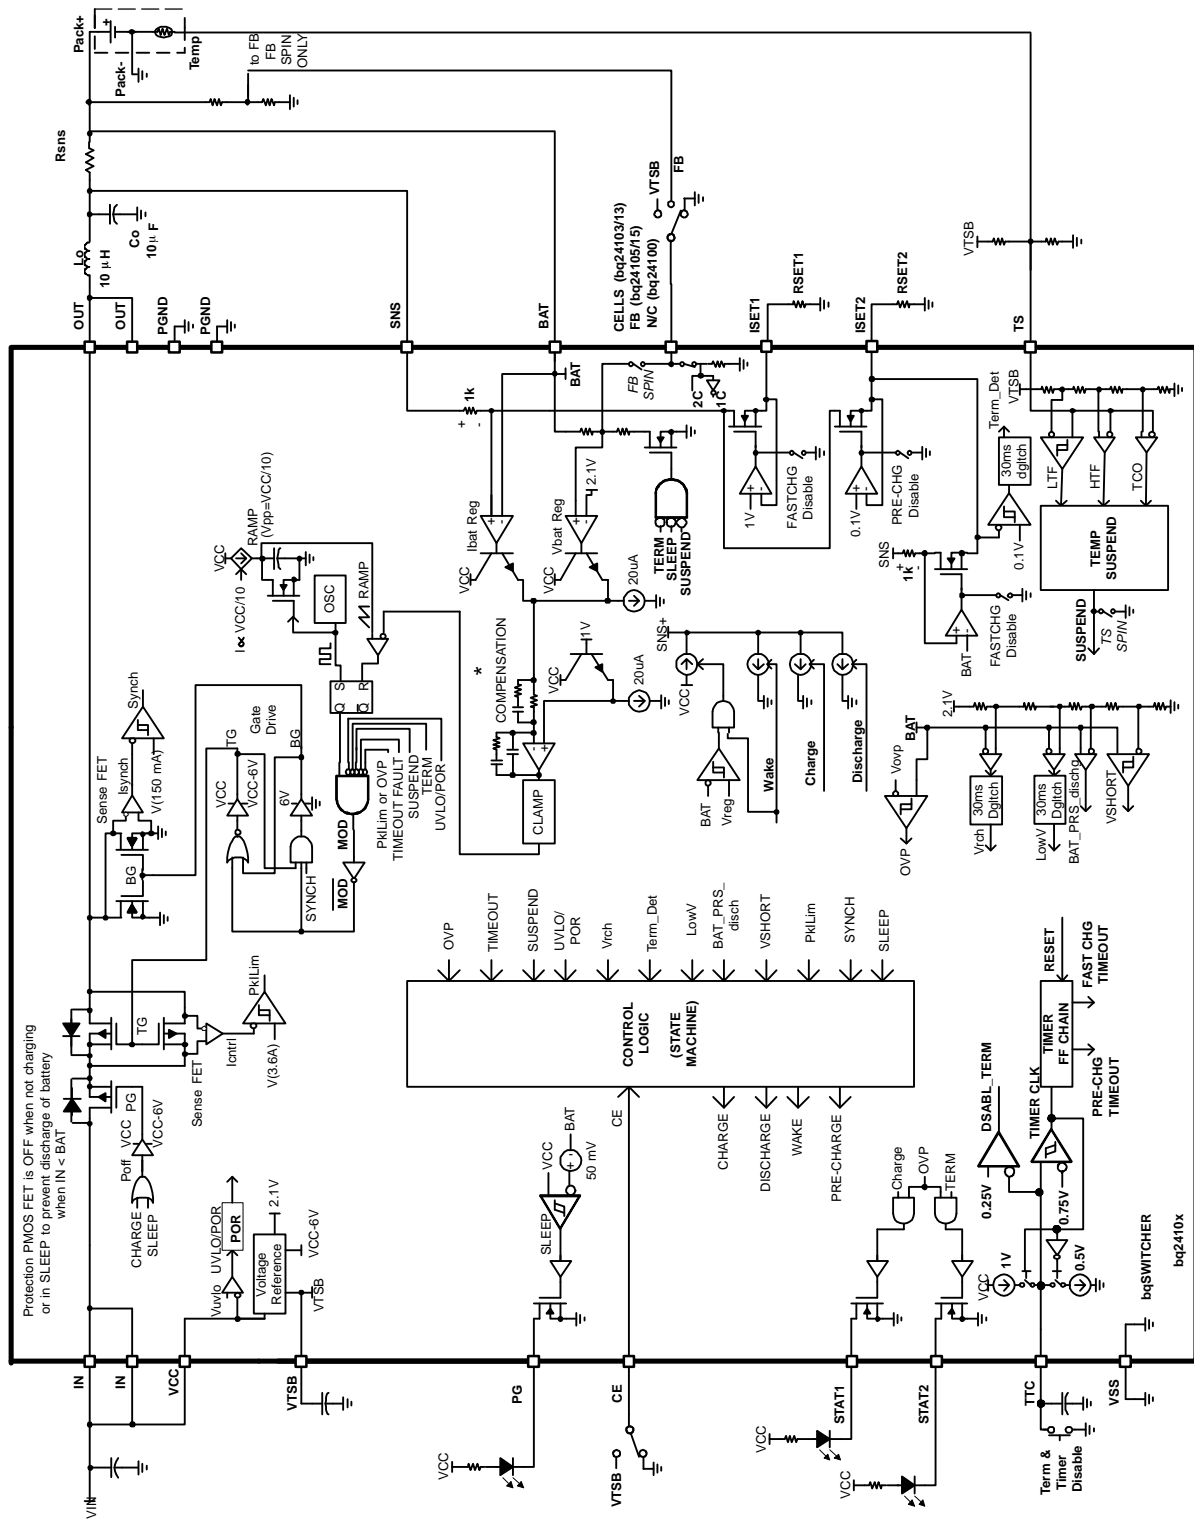 Protection PMOS FET is OFF when not charging
or in SLEEP to prevent discharge of battery
when IN < BAT
VIN
IN
IN
VCC
VTSB
PG
CE
VTSB
VCC
STAT1
VCC
STAT2
VCC
TTC
Term &
Timer
Disable
VSS
CHARGE
SLEEP
Poff
VCC
VCC-6V
PG
Vuvlo
UVLO/POR
POR
Voltage
Reference
2.1V
VCC-6V
VTSB
Sense FET
TG
Icntrl
PkILim
V(3.6A)
Sense FET
BG
Isynch
Synch
V(150 mA)
VCC
TG
VCC-6V
Gate
Drive
6V
BG
SYNCH
MOD
MOD
PkILim or OVP
TIMEOUT FAULT
SUSPEND
TERM
UVLO/POR
S
R
Q
Q
OSC
RAMP
I∝ VCC/10
VCC
RAMP
(Vpp=VCC/10)
*
COMPENSATION
CLAMP
VCC
1V
20uA
VCC
Ibat Reg
VCC
Vbat Reg
2.1V
20uA
1k
+
-
BAT
FB
SPIN
2C
1C
TERM
SLEEP
SUSPEND
SNS+
VCC
BAT
Vreg
Wake
Charge
Discharge
1V
FASTCHG
Disable
0.1V
PRE-CHG
Disable
SNS
1k
+
-
BAT
FASTCHG
Disable
0.1V
30ms
dgltch
Term_Det
VTSB
LTF
HTF
TCO
TEMP
SUSPEND
SUSPEND
TS
SPIN
Vovp
OVP
BAT
2.1V
30ms
Dgltch
Vrch
30ms
Dgltch
LowV
BAT_PRS_dischg
VSHORT
CONTROL
LOGIC
(STATE
MACHINE)
OVP
TIMEOUT
SUSPEND
UVLO/
POR
Vrch
Term_Det
LowV
BAT_PRS_
disch
VSHORT
PkILim
SYNCH
SLEEP
CE
CHARGE
DISCHARGE
WAKE
PRE-CHARGE
SLEEP
VCC
BAT
50 mV
Charge
OVP
TERM
DSABL_TERM
0.25V
TIMER CLK
0.75V
1V
0.5V
VCC
TIMER
FF CHAIN
RESET
FAST CHG
TIMEOUT
PRE-CHG
TIMEOUT
bqSWITCHER
bq2410x
OUT
OUT
PGND
PGND
SNS
BAT
CELLS (bq24103/13)
FB (bq24105/15)
N/C (bq24100)
VTSB
FB
ISET1
RSET1
ISET2
RSET2
TS
VTSB
Lo
10 μH
Co
10 μF
Rsns
Pack+
Pack-
+
Temp
to FB
FB
SPIN
ONLY